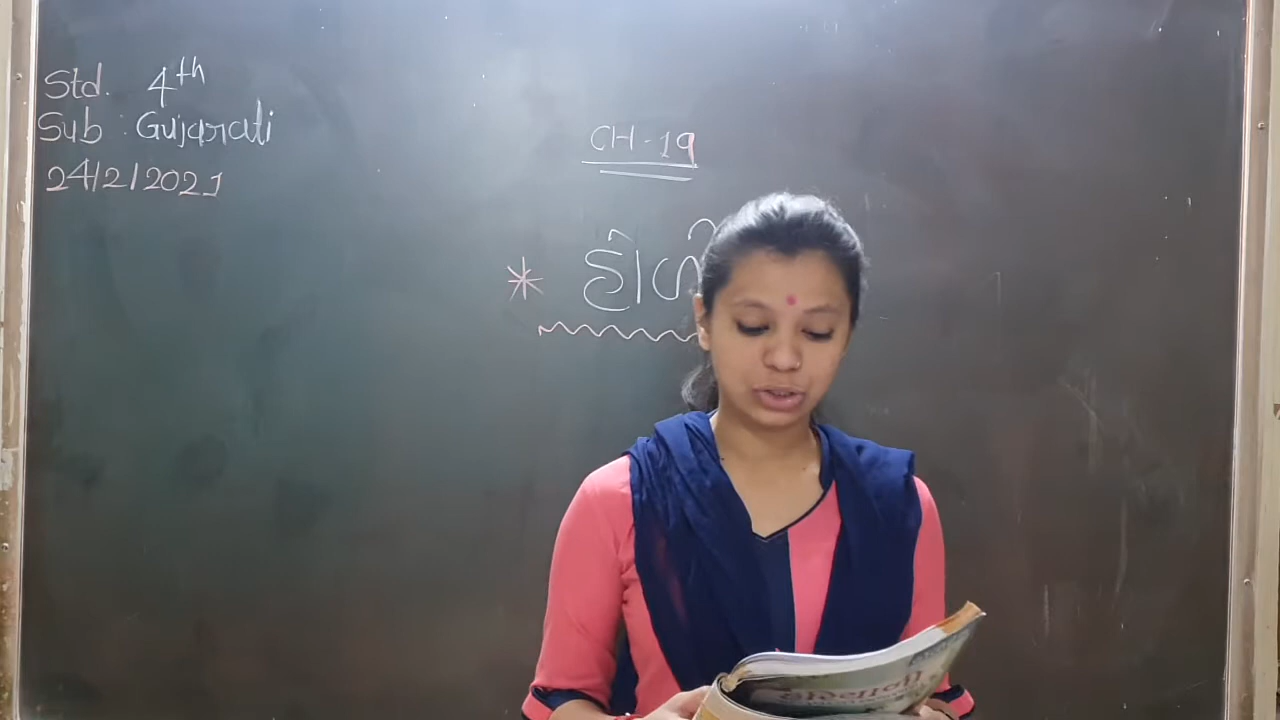 Std. 4th
Sub : Gujarati
24/2/2021
CH-19
* હોળી